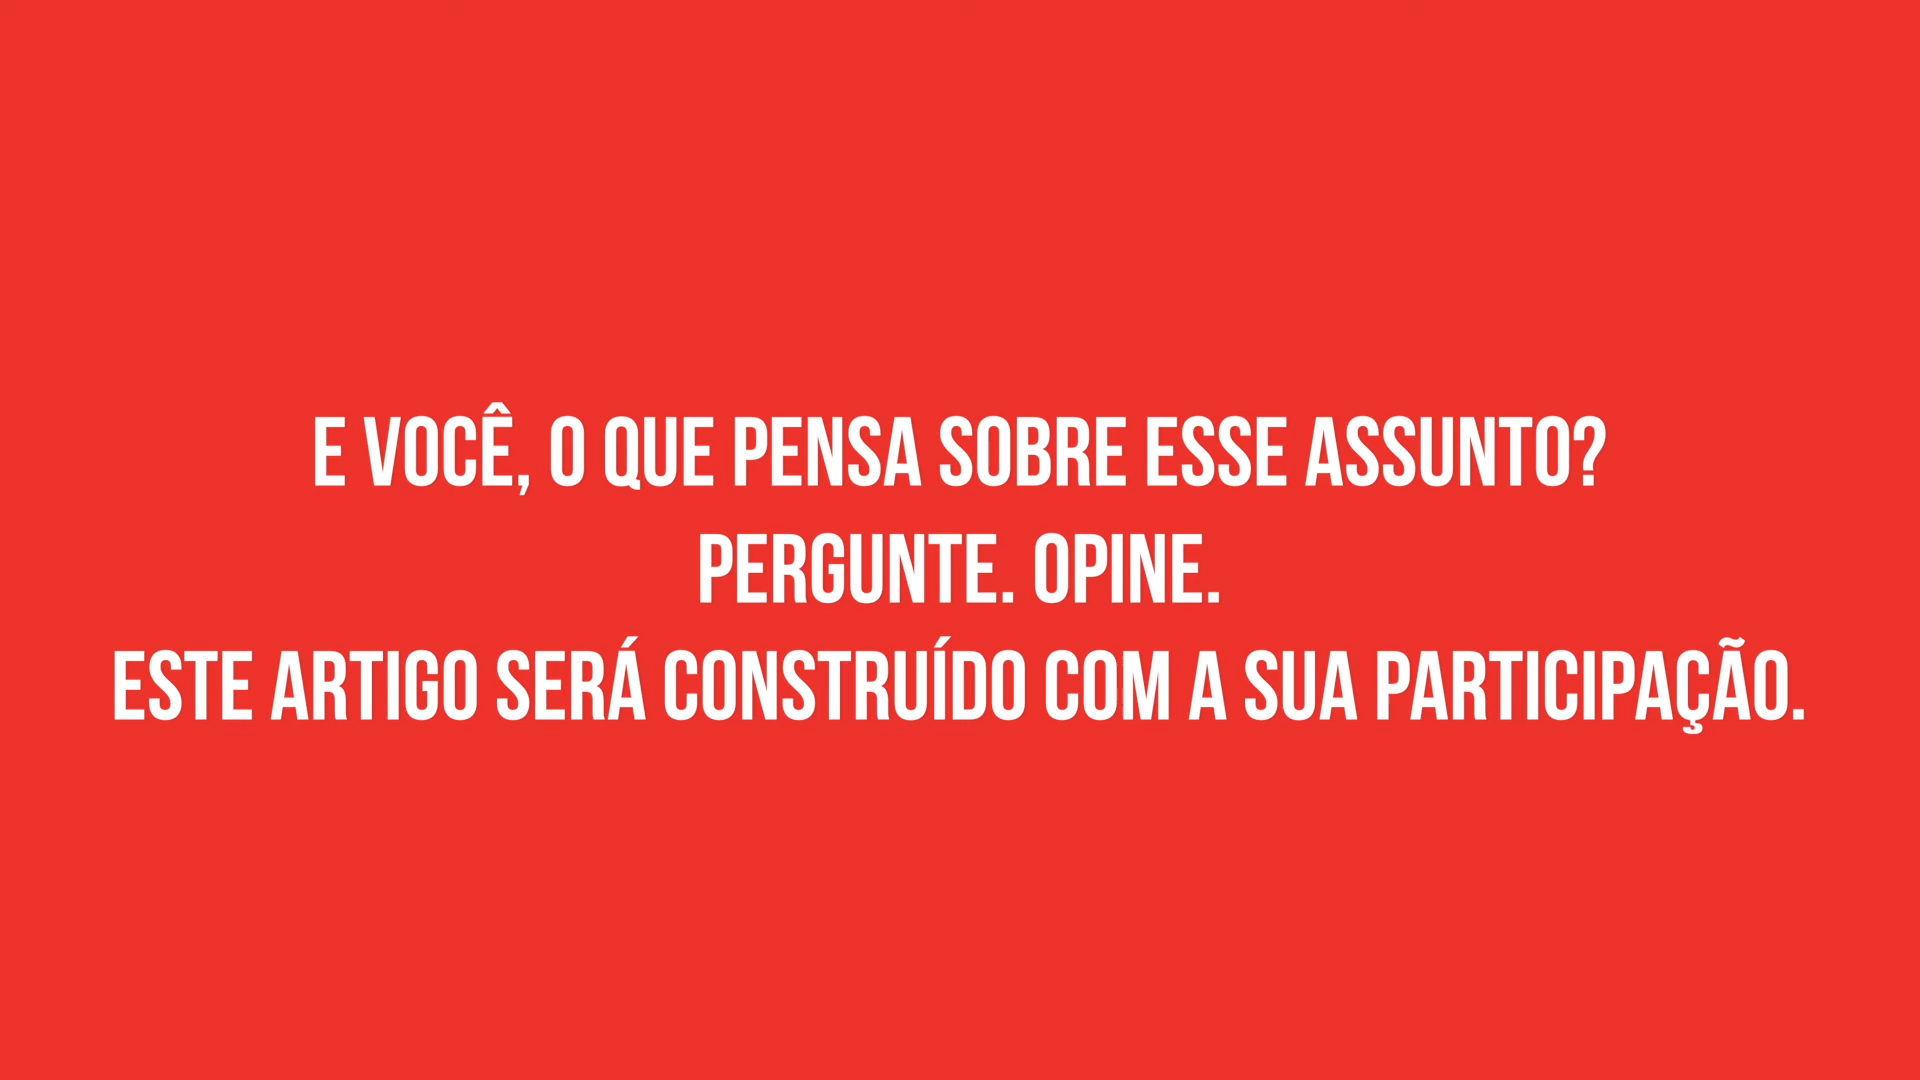 E VOCÊ, O QUE PENSA SOBRE ESSE ASSUNTO?
PERGUNTE. OPINE.
ESTE ARTIGO SERÁ CONSTRUÍDO COM A SUA PARTICIPAÇÃO.